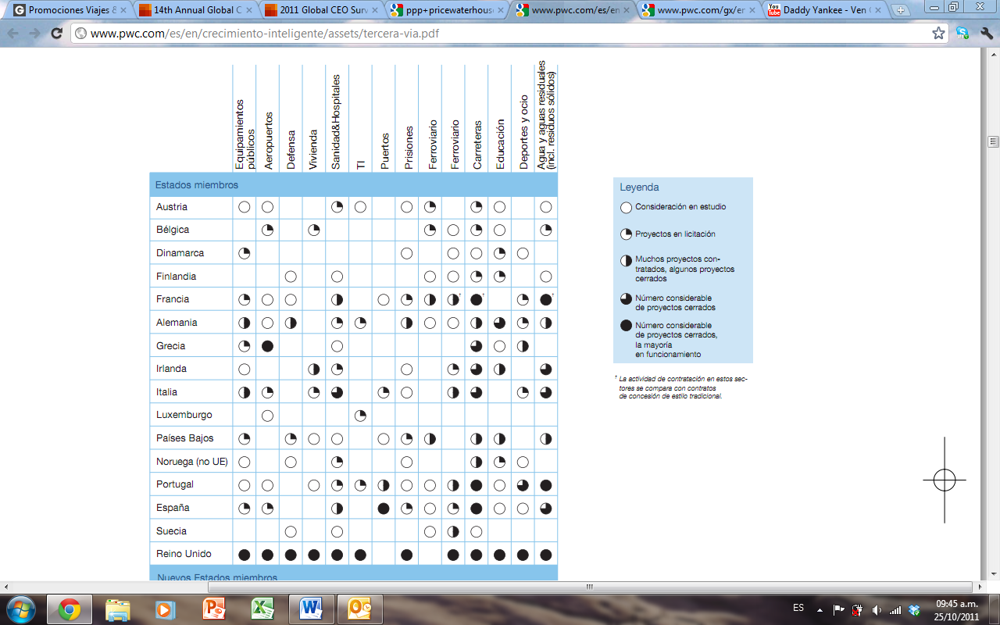 Promociones Viajes &
14th Annual Global C
2011 Global CEO Surv
ppp+pricewaterhouse
www.pwc.com/es/en
www.pwc.com/gx/en
Daddy Yankee - Ven
www.pwc.com/es/en/crecimiento-inteligente/assets/tercera-via.pdf
Equipamientos
públicos
Aeropuertos
Defensa
Vivienda
Sanidad&Hospitales
TI
Puertos
Prisiones
Ferroviario
Ferroviario
Carreteras
Educación
Deportes y ocio
Agua y aguas residuales
(incl. residuos sólidos)
Estados miembros
Austria
Bélgica
Dinamarca
Finlandia
Francia
† † †
Alemania
Grecia
Irlanda
Italia
Luxemburgo
Países Bajos
Noruega (no UE)
Portugal
España
Suecia
Reino Unido
Nuevos Estados miembros
Leyenda
Consideración en estudio
Proyectos en licitación
Muchos proyectos con-
tratados, algunos proyectos
cerrados
Número considerable
de proyectos cerrados
Número considerable
de proyectos cerrados,
la mayoría
en funcionamiento
† La actividad de contratación en estos sec-
tores se compara con contratos
de concesión de estilo tradicional.
ES
09:45 a.m.
25/10/2011